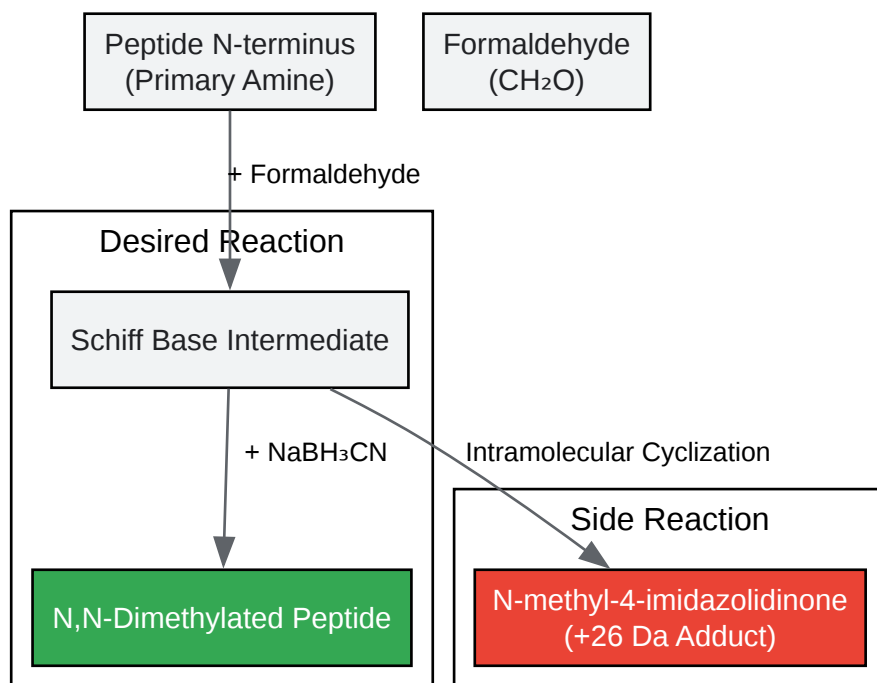 Peptide N-terminus
(Primary Amine)
Formaldehyde
(CH₂O)
+ Formaldehyde
Desired Reaction
Schiff Base Intermediate
+ NaBH₃CN
Intramolecular Cyclization
Side Reaction
N,N-Dimethylated Peptide
N-methyl-4-imidazolidinone
(+26 Da Adduct)